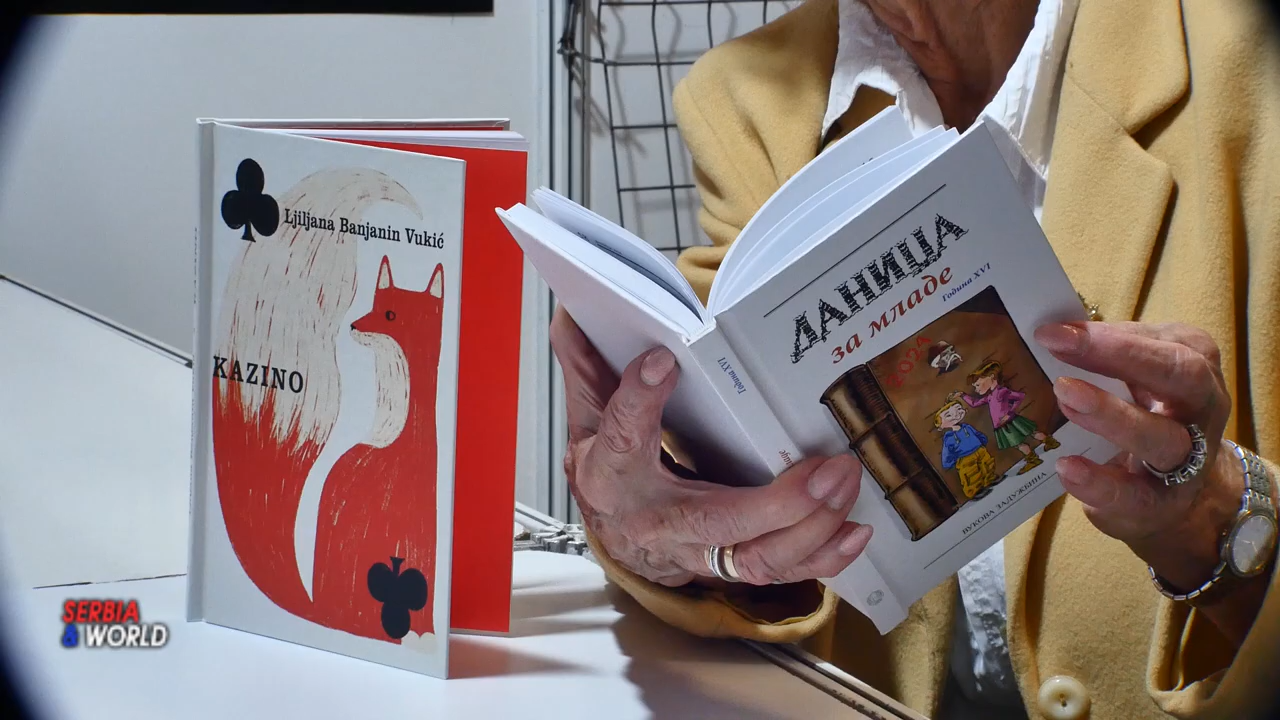 Ljiljana Banjanin Vukić
KAZINO
ДАНИЦА
за младе
Година XVI
2024
ВУКОВА ЗАДУЖБИНА
Година XVI
SERBIA
& WORLD